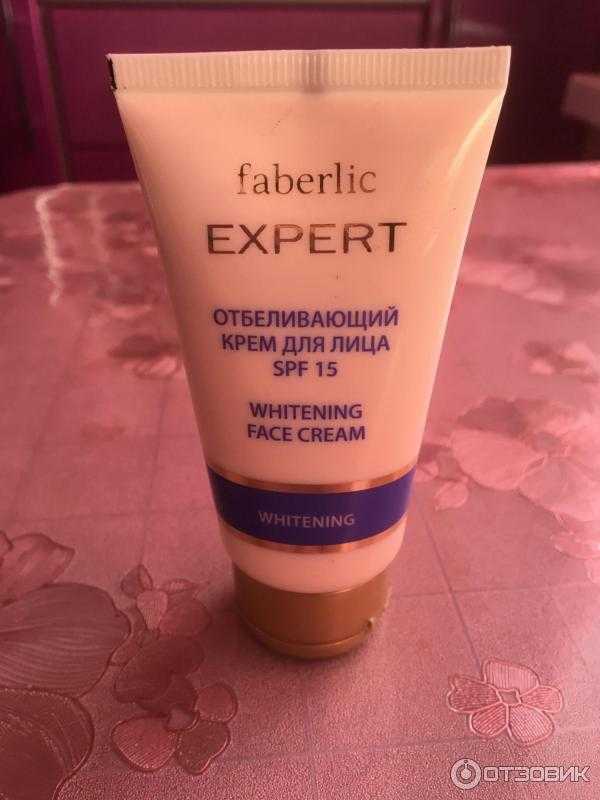 faberlic
EXPERT
ОТБЕЛИВАЮЩИЙ
КРЕМ ДЛЯ ЛИЦА
SPF 15
WHITENING
FACE CREAM
WHITENING
ОТЗОВИК